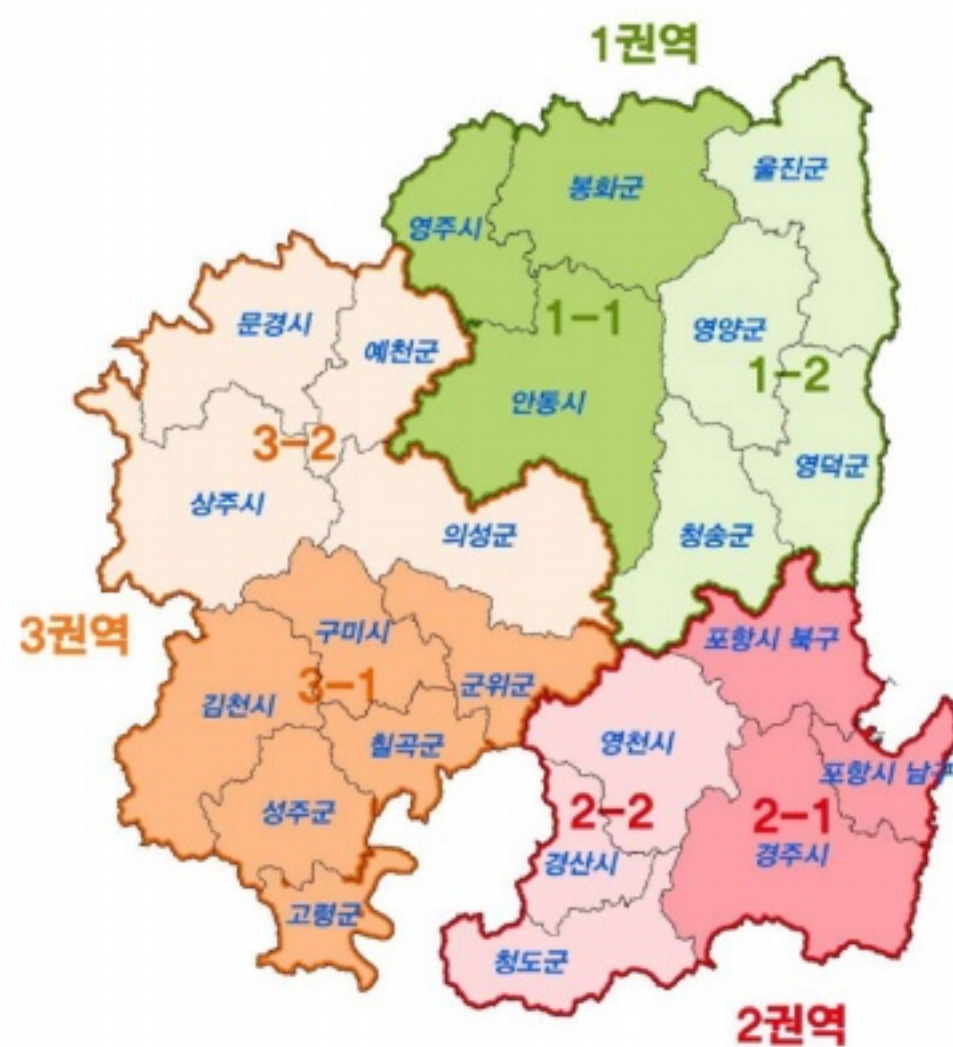 1권역
울진군
봉화군
영주시
1-1
문경시
영양군
예천군
1-2
안동시
3-2
영덕군
상주시
의성군
청송군
3권역
구미시
포항시 북구
3-1
군위군
김천시
칠곡군
영천시
포항시 남구
성주군
2-2
2-1
경산시
경주시
고령군
청도군
2권역